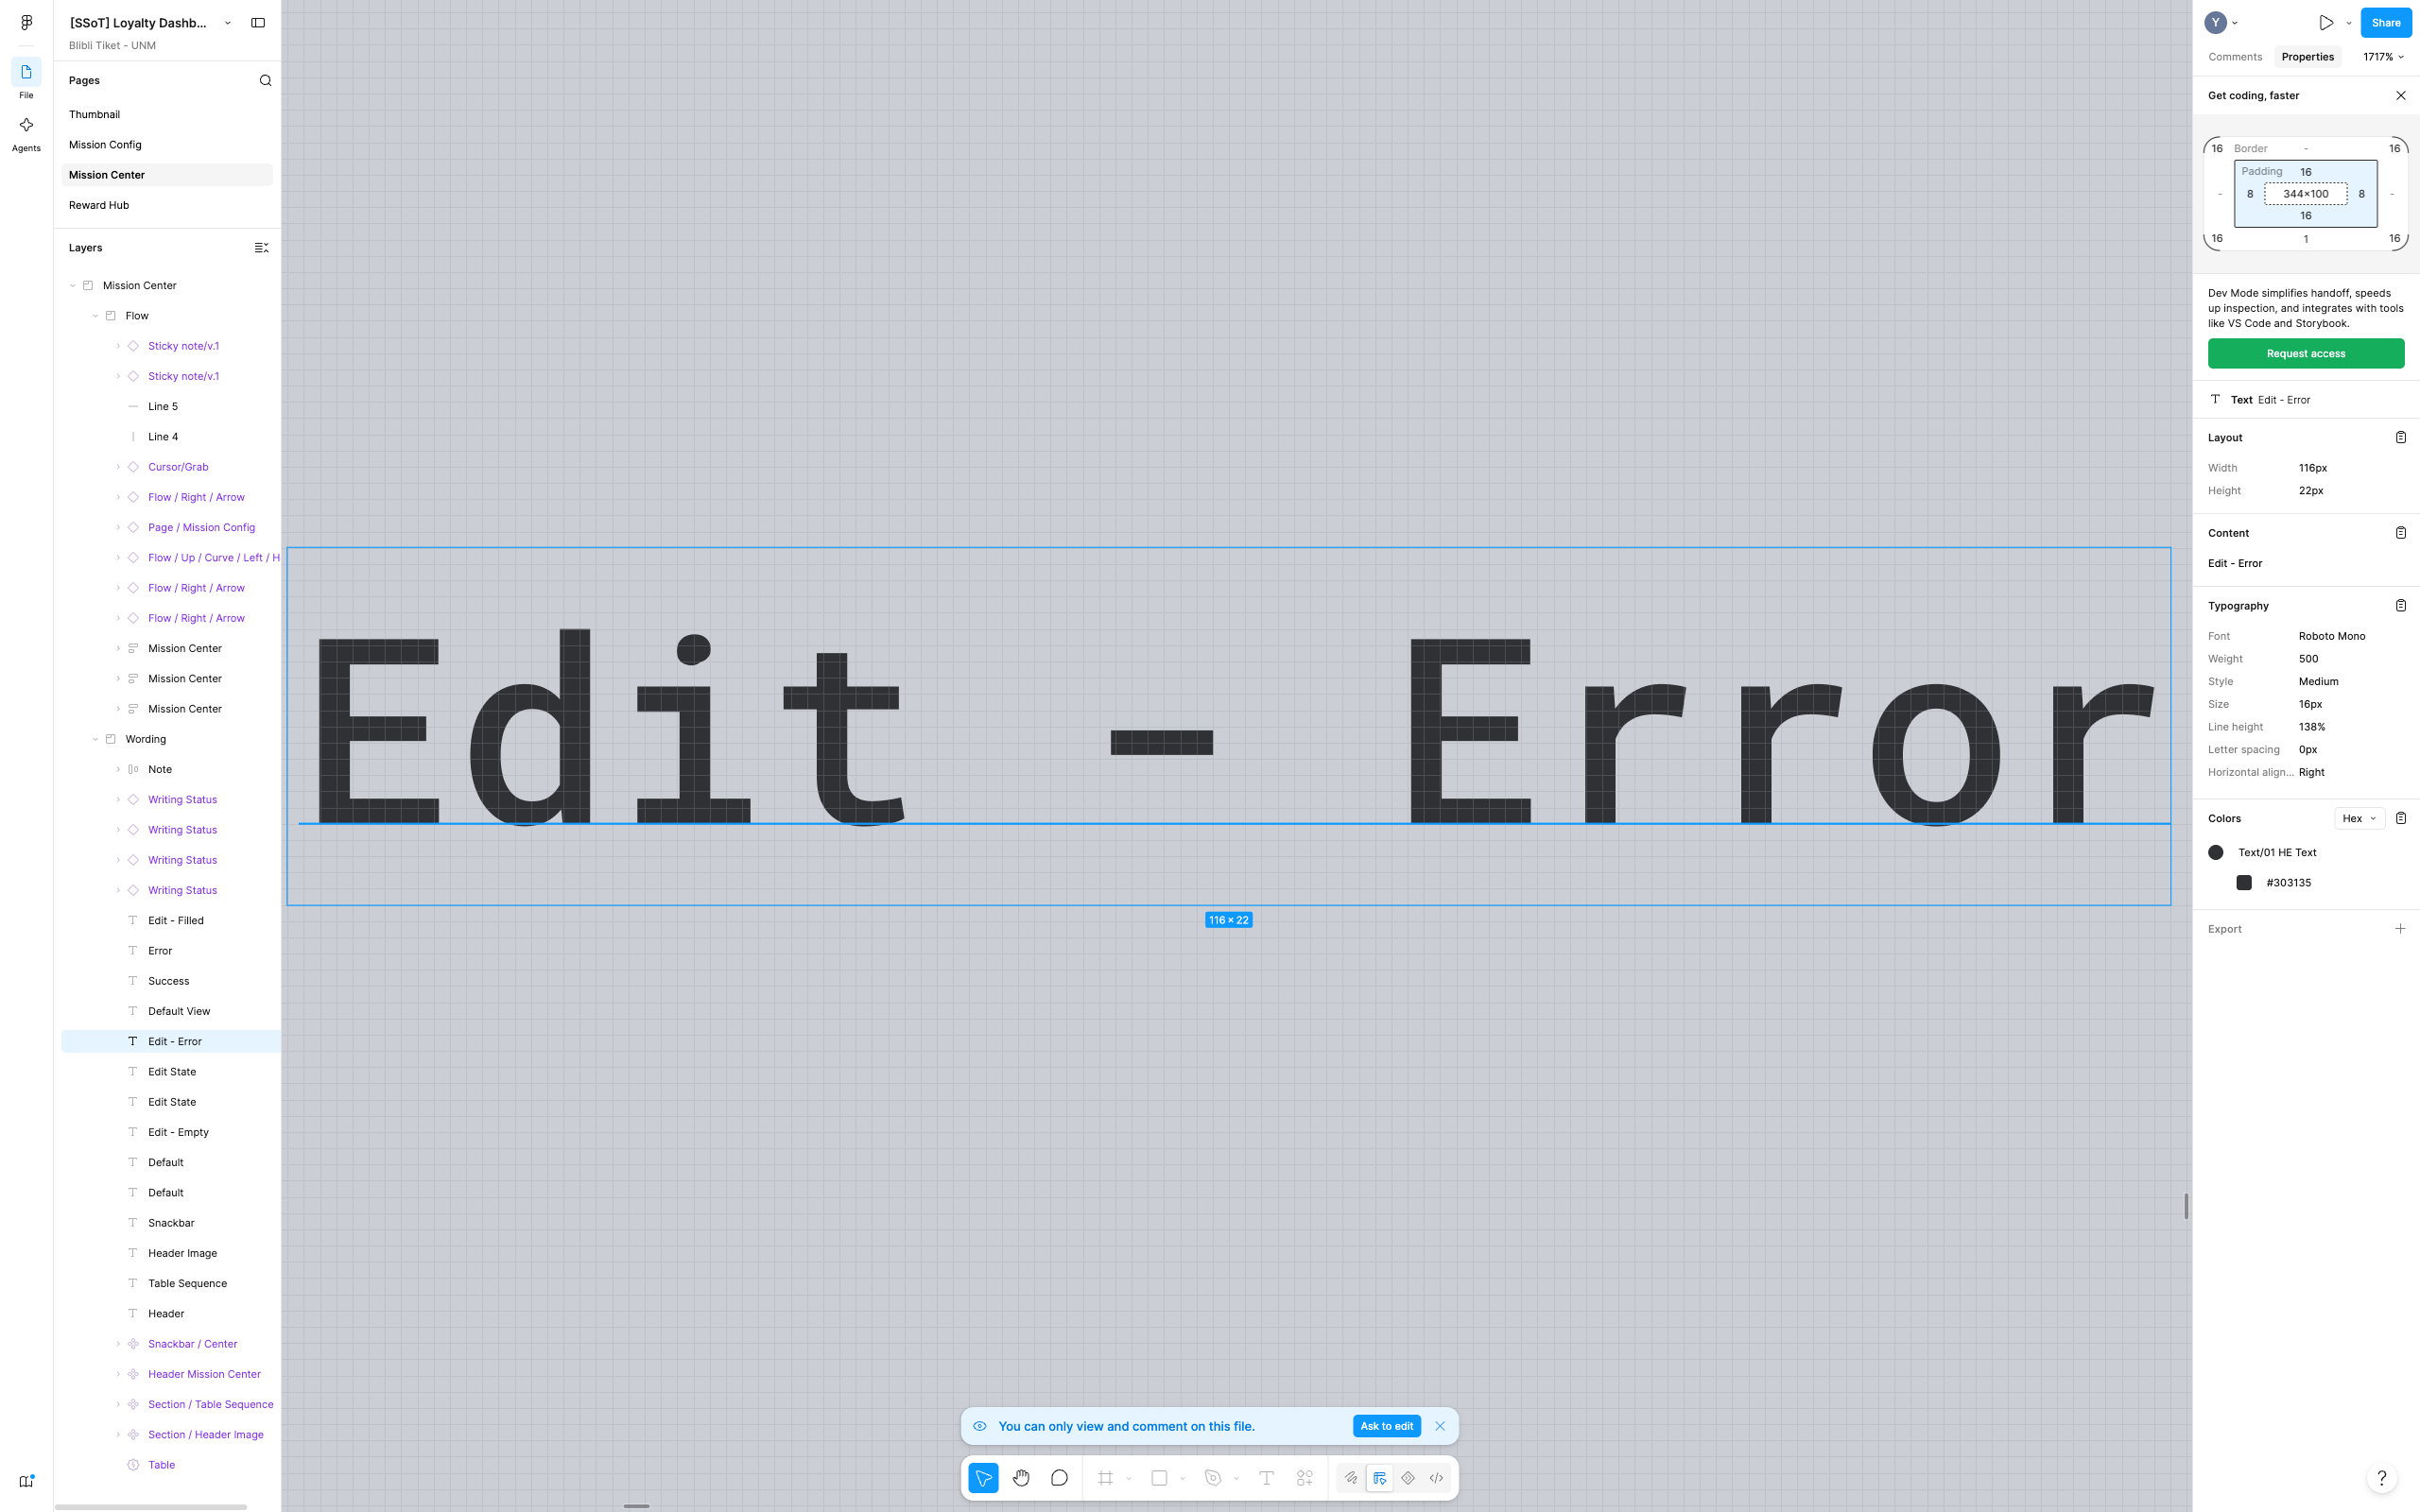 [SSoT] Loyalty Dashb...
Blibli Tiket - UNM
File
Agents
Pages
Thumbnail
Mission Config
Mission Center
Reward Hub
Layers
Mission Center
Flow
Sticky note/v.1
Sticky note/v.1
Line 5
Line 4
Cursor/Grab
Flow / Right / Arrow
Page / Mission Config
Flow / Up / Curve / Left / H
Flow / Right / Arrow
Flow / Right / Arrow
Mission Center
Mission Center
Mission Center
Wording
Note
Writing Status
Writing Status
Writing Status
Writing Status
Edit - Filled
Error
Success
Default View
Edit - Error
Edit State
Edit State
Edit - Empty
Default
Default
Snackbar
Header Image
Table Sequence
Header
Snackbar / Center
Header Mission Center
Section / Table Sequence
Section / Header Image
Table
Edit - Error
116 × 22
You can only view and comment on this file.
Ask to edit
Y
Share
Comments
Properties
1717%
Get coding, faster
16 Border - 16
Padding 16
- 8 344×100 8 -
16
16 1 16
Dev Mode simplifies handoff, speeds
up inspection, and integrates with tools
like VS Code and Storybook.
Request access
Text Edit - Error
Layout
Width 116px
Height 22px
Content
Edit - Error
Typography
Font Roboto Mono
Weight 500
Style Medium
Size 16px
Line height 138%
Letter spacing 0px
Horizontal align... Right
Colors
Hex
Text/01 HE Text
#303135
Export
?